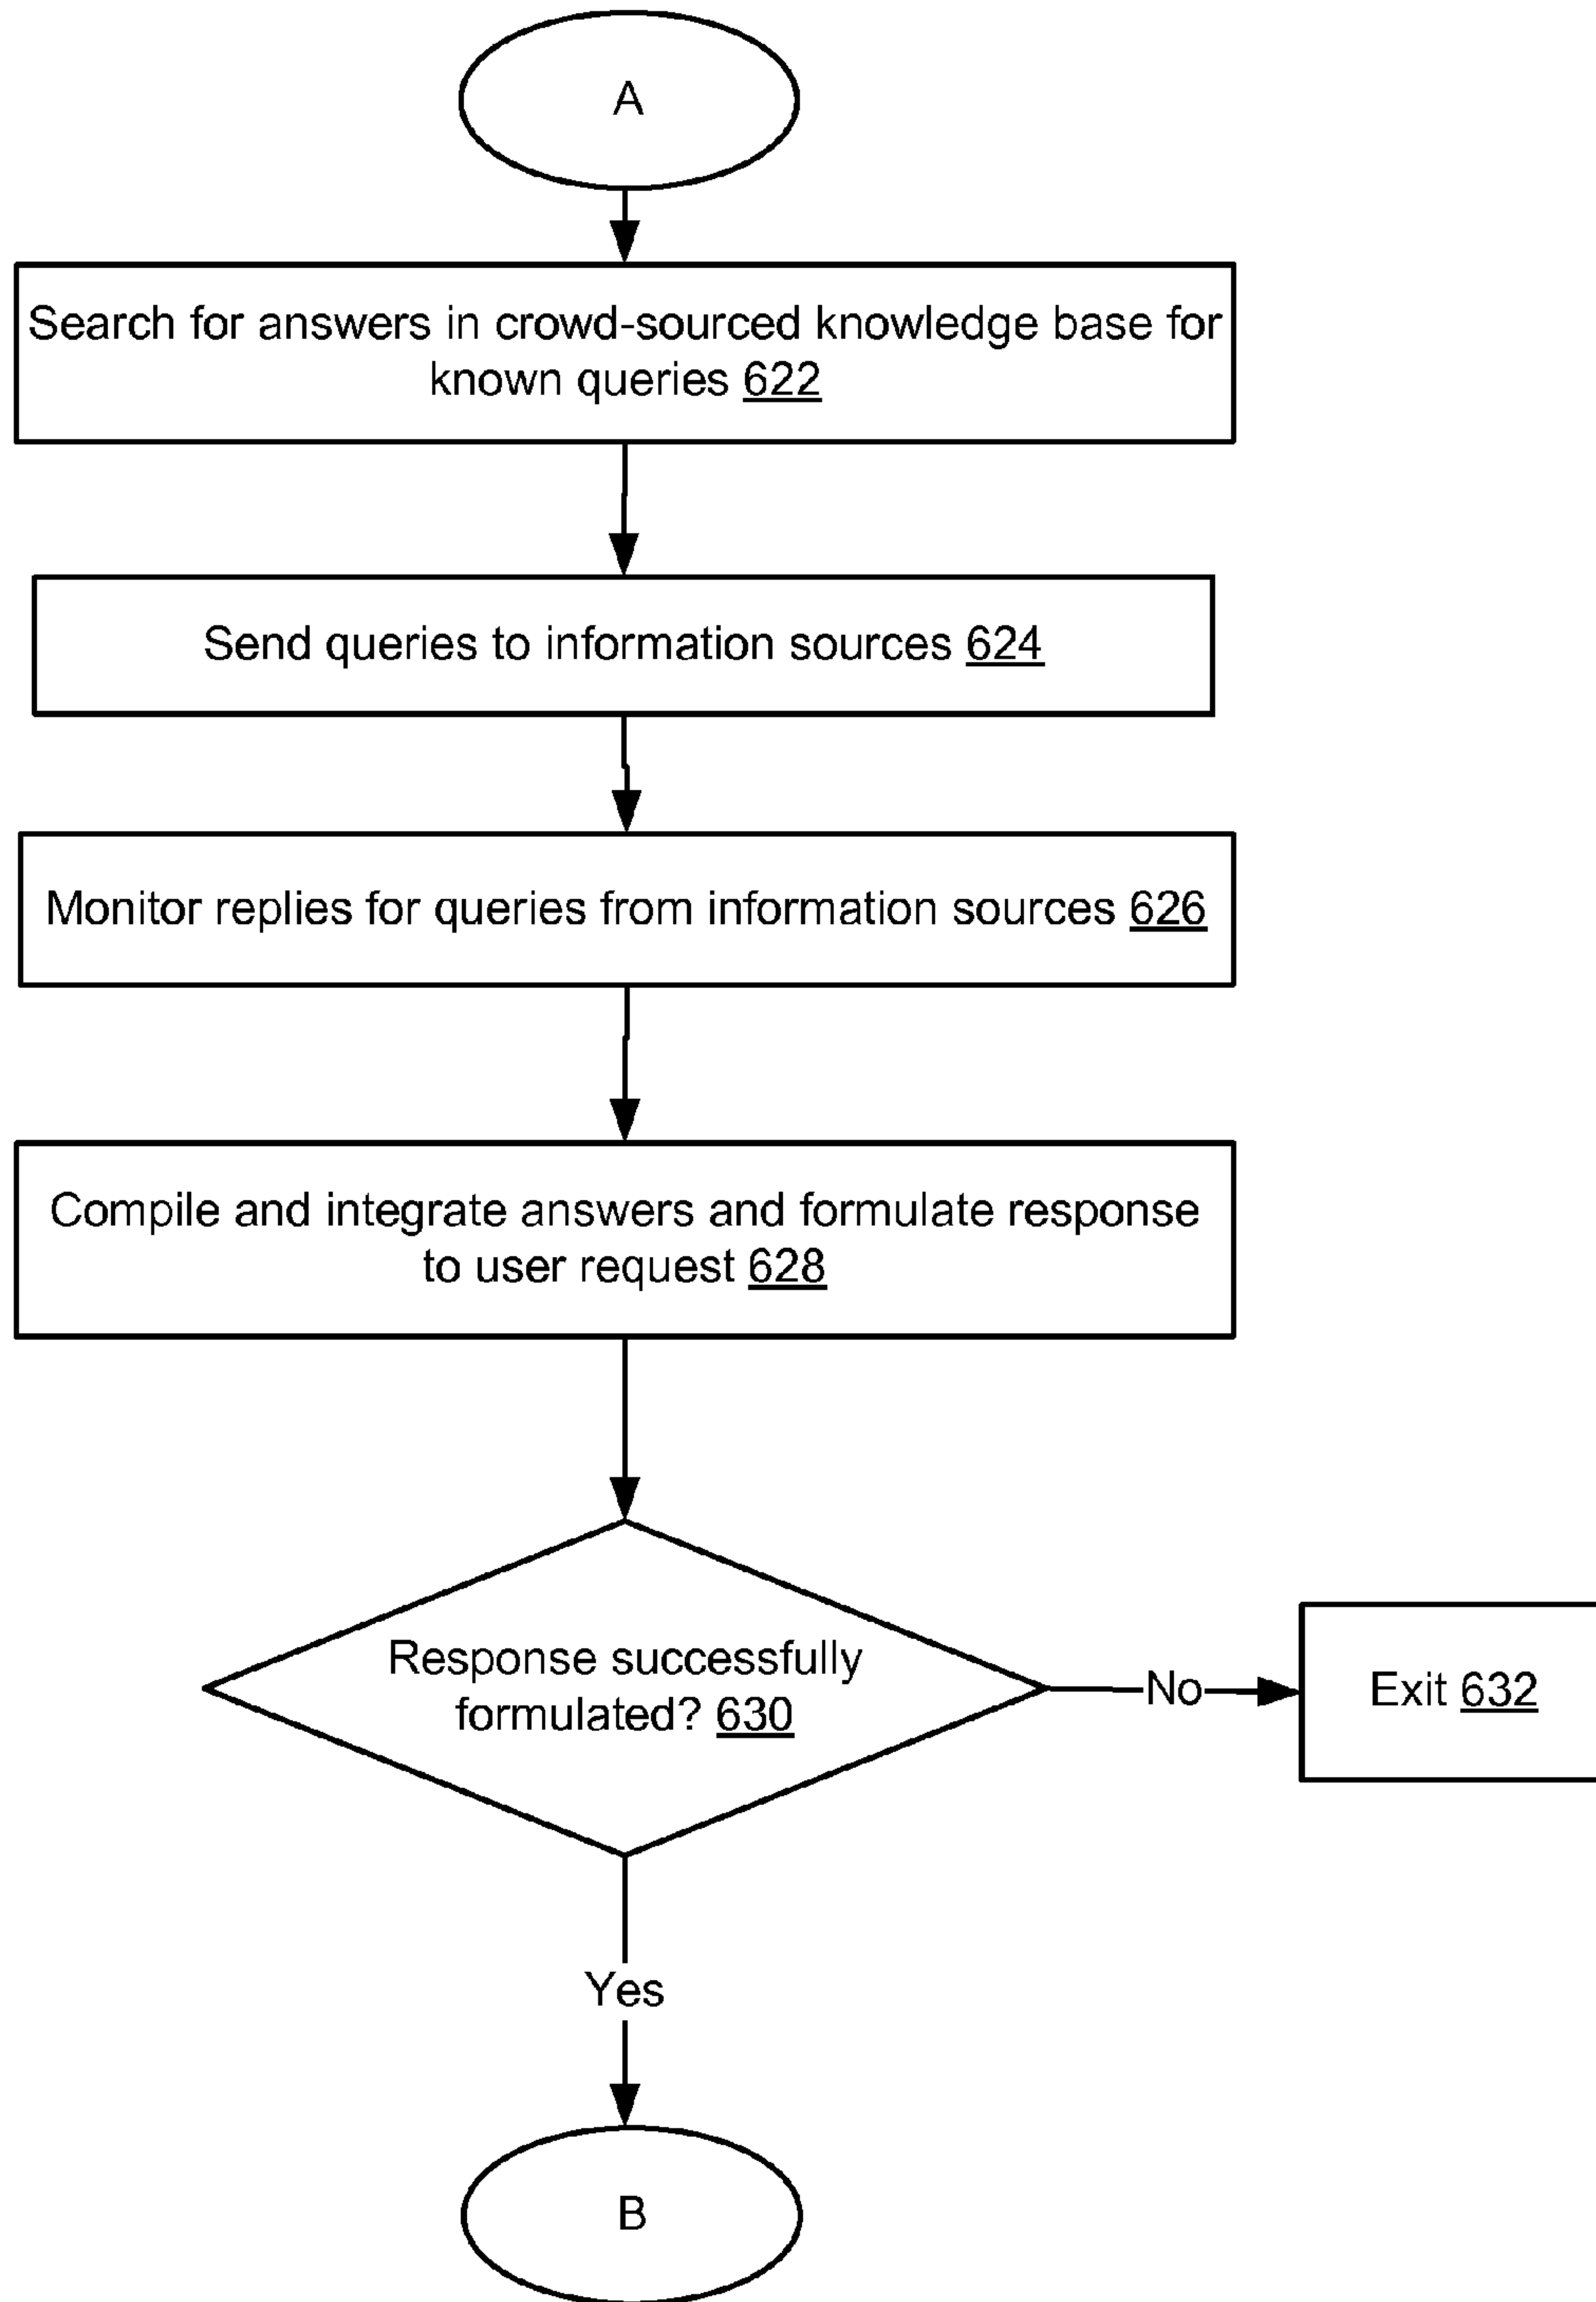 A
Search for answers in crowd-sourced knowledge base for
known queries 622
Send queries to information sources 624
Monitor replies for queries from information sources 626
Compile and integrate answers and formulate response
to user request 628
Response successfully
formulated? 630
No
Exit 632
Yes
B